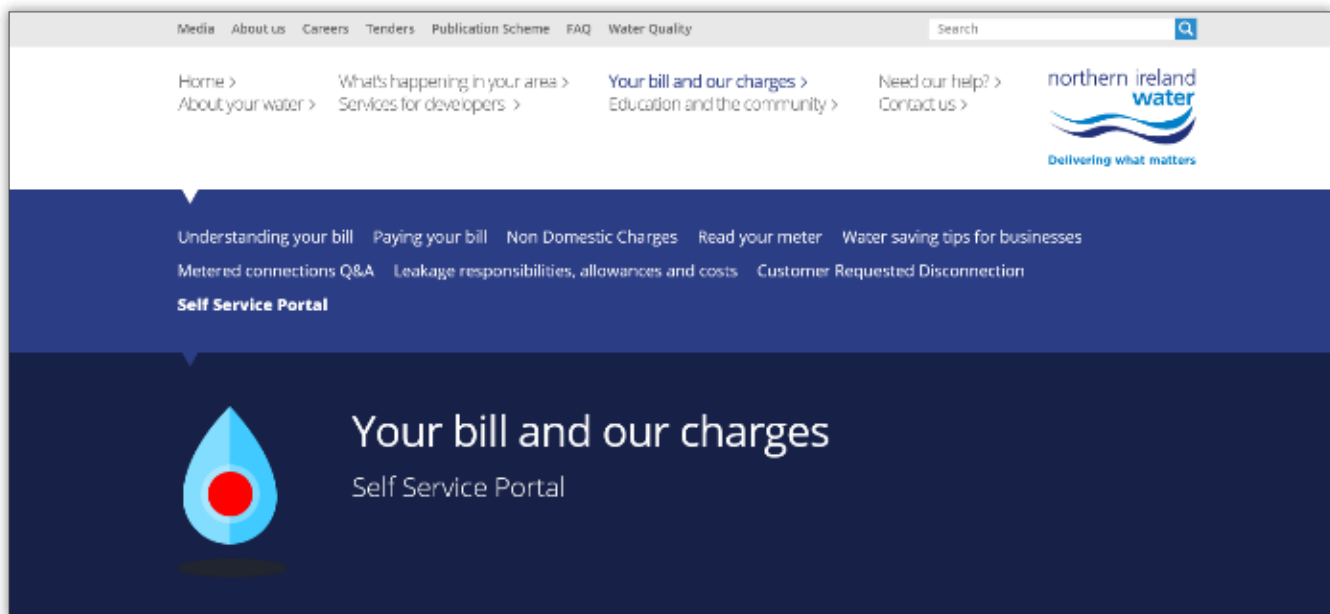 Media About us Careers Tenders Publication Scheme FAQ Water Quality Search
Home > What's happening in your area > Your bill and our charges > Need our help? >
About your water > Services for developers > Education and the community > Contact us >
northern ireland
water
Delivering what matters
Understanding your bill Paying your bill Non Domestic Charges Read your meter Water saving tips for businesses
Metered connections Q&A Leakage responsibilities, allowances and costs Customer Requested Disconnection
Self Service Portal
Your bill and our charges
Self Service Portal